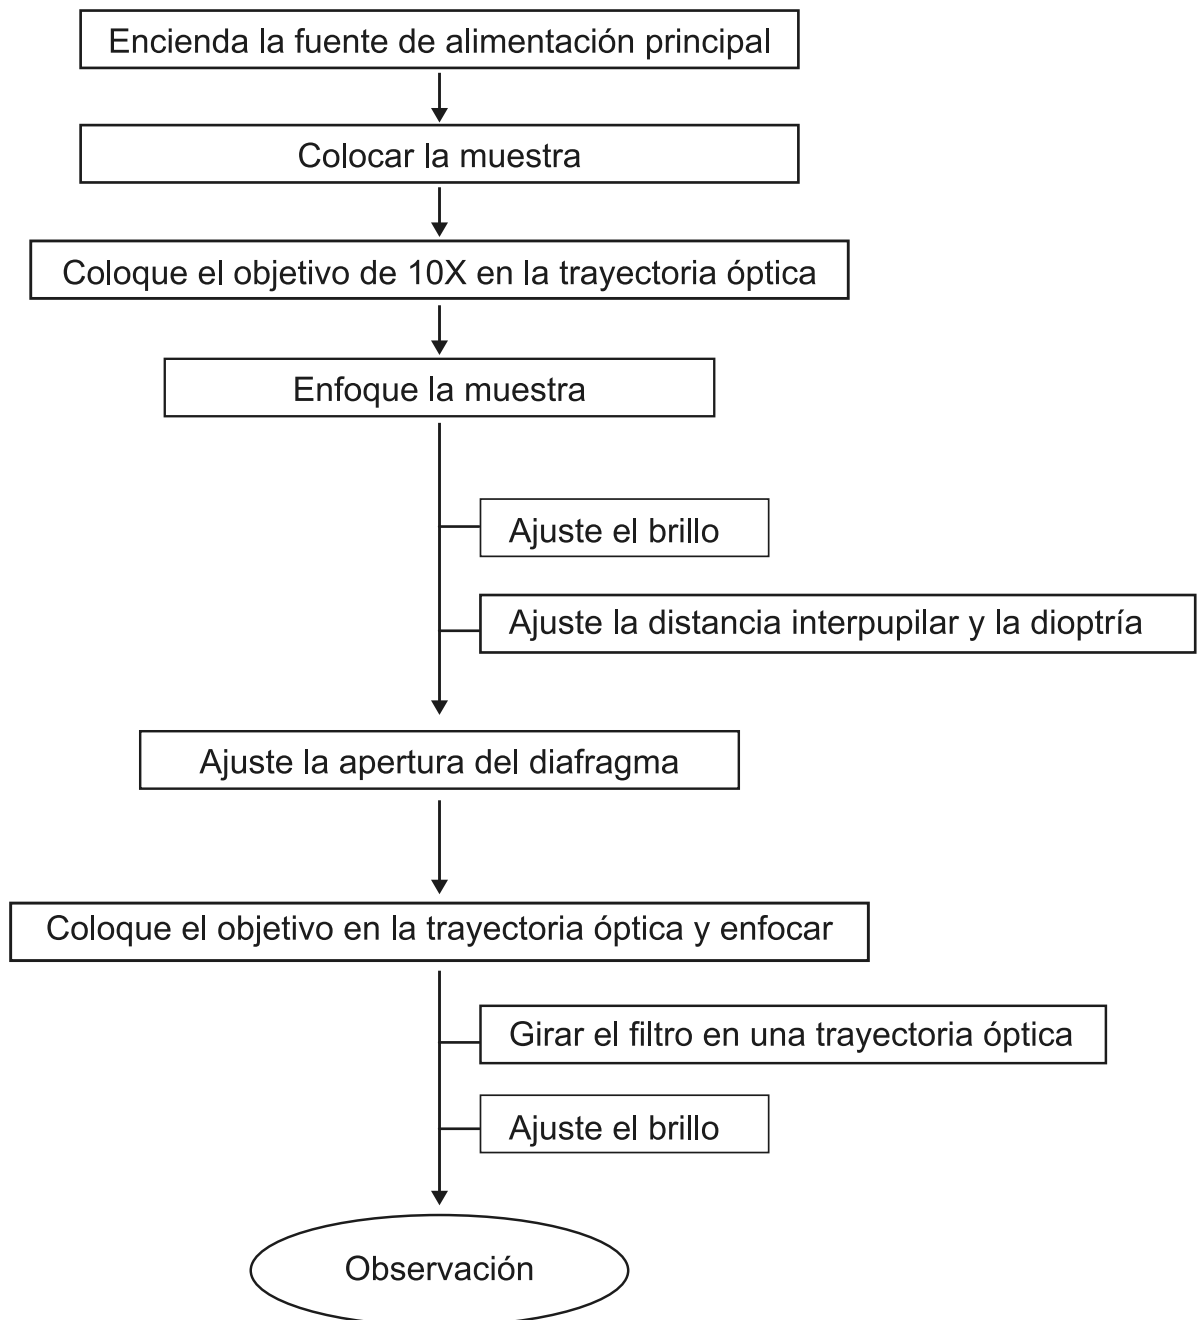 Encienda la fuente de alimentación principal
Colocar la muestra
Coloque el objetivo de 10X en la trayectoria óptica
Enfoque la muestra
Ajuste el brillo
Ajuste la distancia interpupilar y la dioptría
Ajuste la apertura del diafragma
Coloque el objetivo en la trayectoria óptica y enfocar
Girar el filtro en una trayectoria óptica
Ajuste el brillo
Observación